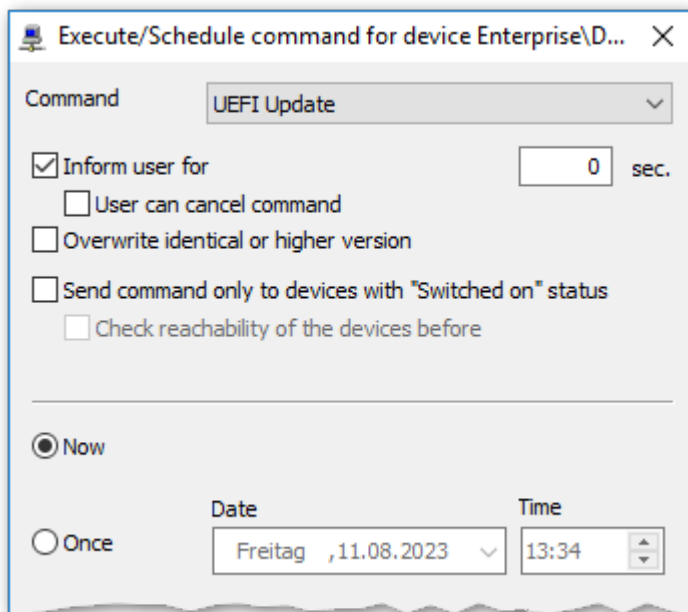 Execute/Schedule command for device Enterprise\D...
Command UEFI Update
Inform user for 0 sec.
User can cancel command
Overwrite identical or higher version
Send command only to devices with "Switched on" status
Check reachability of the devices before
Now
Date Time
Once Freitag ,11.08.2023 13:34